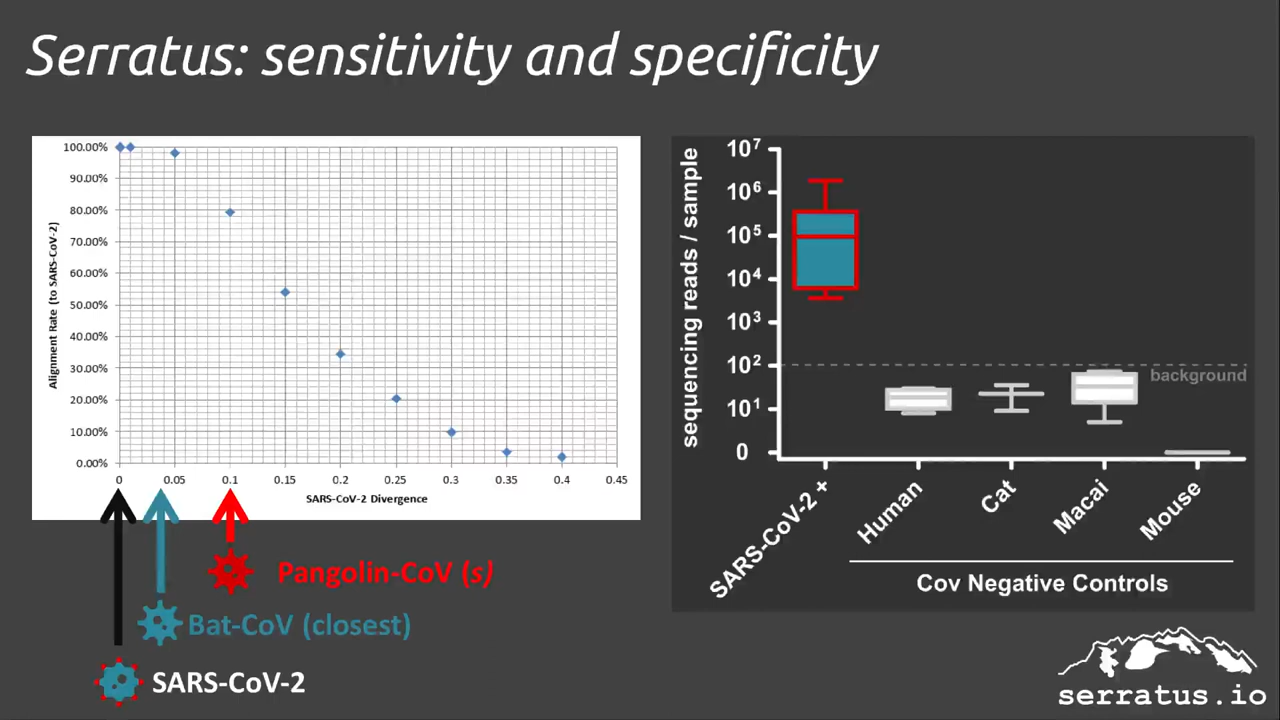 Serratus: sensitivity and specificity
Alignment Rate (to SARS-CoV-2)
100.00%
90.00%
80.00%
70.00%
60.00%
50.00%
40.00%
30.00%
20.00%
10.00%
0.00%
0 0.05 0.1 0.15 0.2 0.25 0.3 0.35 0.4 0.45
SARS-CoV-2 Divergence
Pangolin-CoV (s)
Bat-CoV (closest)
SARS-CoV-2
sequencing reads / sample
10⁷
10⁶
10⁵
10⁴
10³
10²
10¹
0
background
SARS-CoV-2 +
Human
Cat
Macai
Mouse
Cov Negative Controls
serratus.io